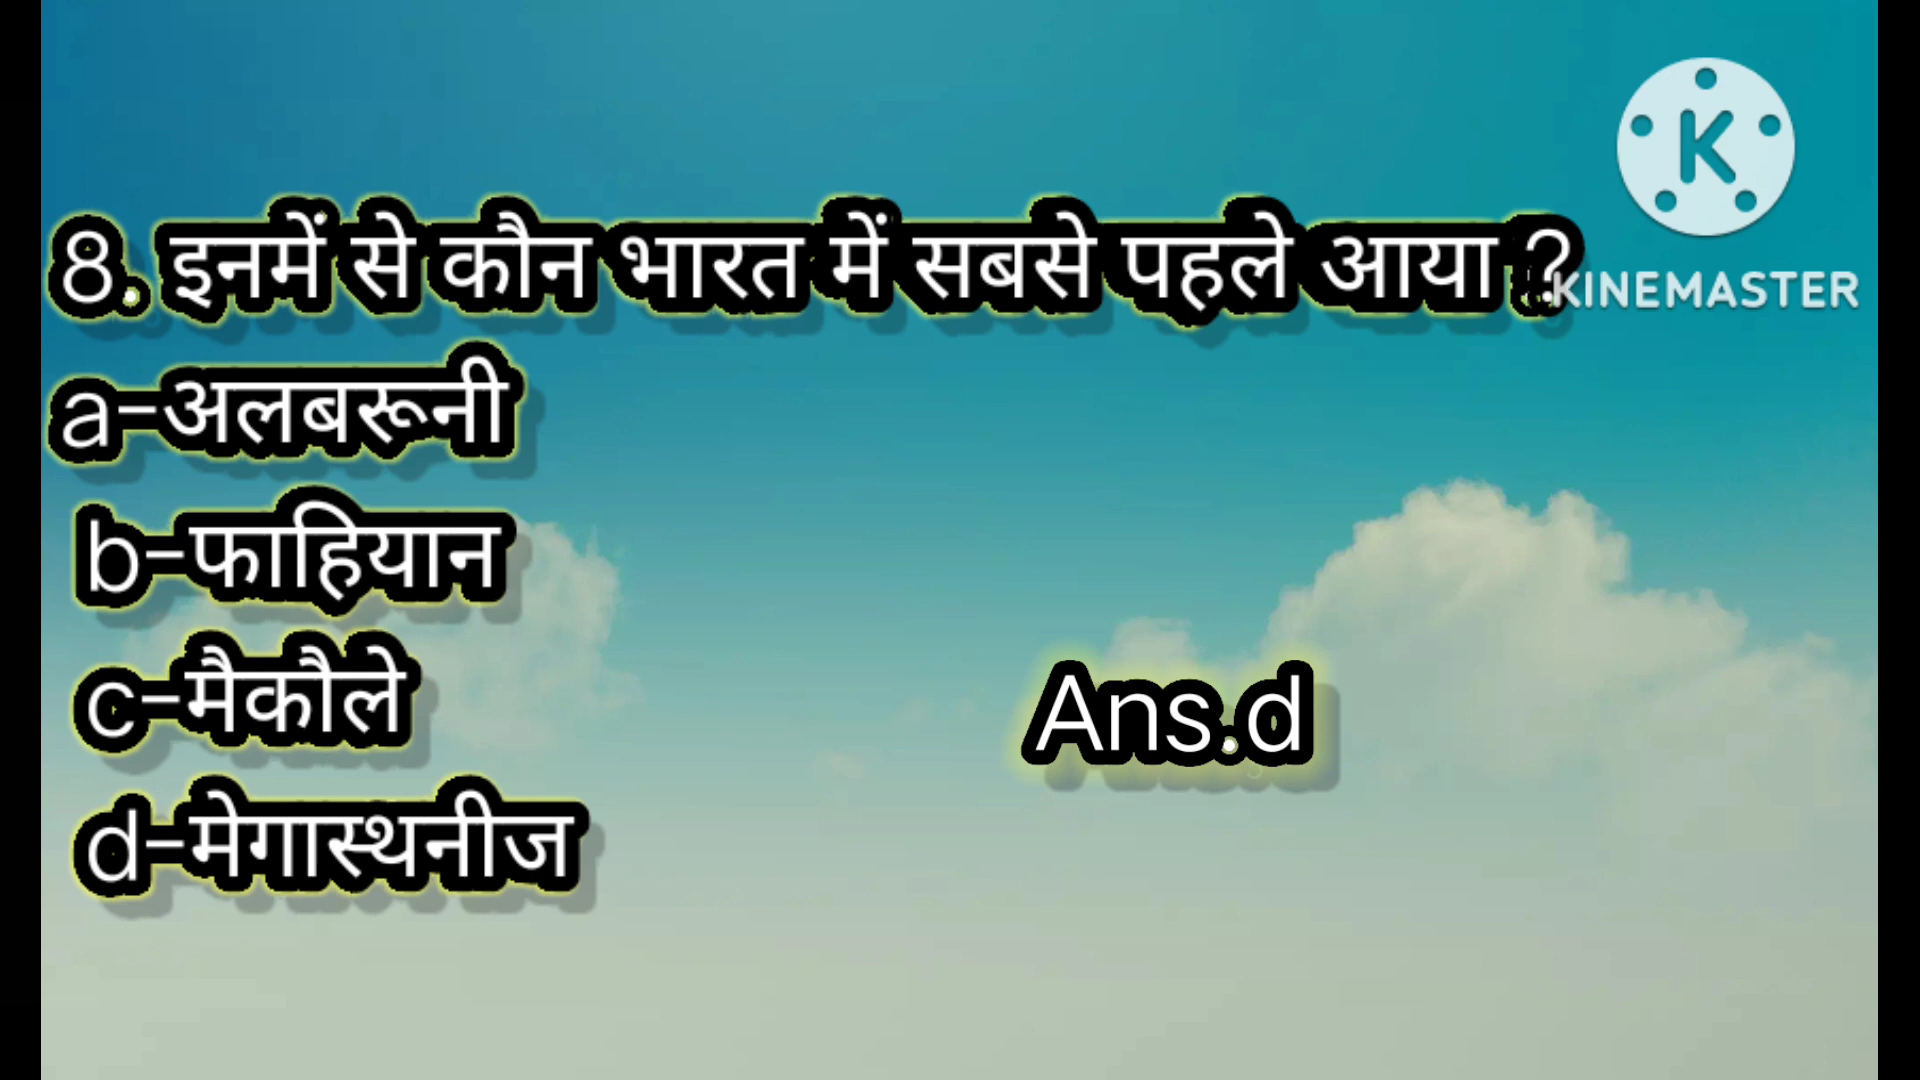 8. इनमें से कौन भारत में सबसे पहले आया ?
KINEMASTER
a-अलबरूनी
b-फाहियान
c-मैकौले
Ans.d
d-मेगास्थनीज